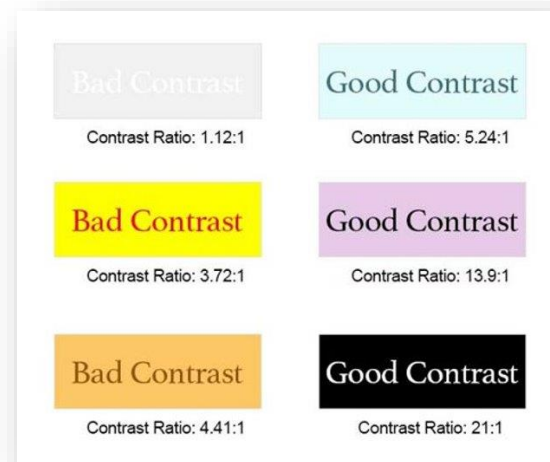 Bad Contrast
Contrast Ratio: 1.12:1
Good Contrast
Contrast Ratio: 5.24:1
Bad Contrast
Contrast Ratio: 3.72:1
Good Contrast
Contrast Ratio: 13.9:1
Bad Contrast
Contrast Ratio: 4.41:1
Good Contrast
Contrast Ratio: 21:1